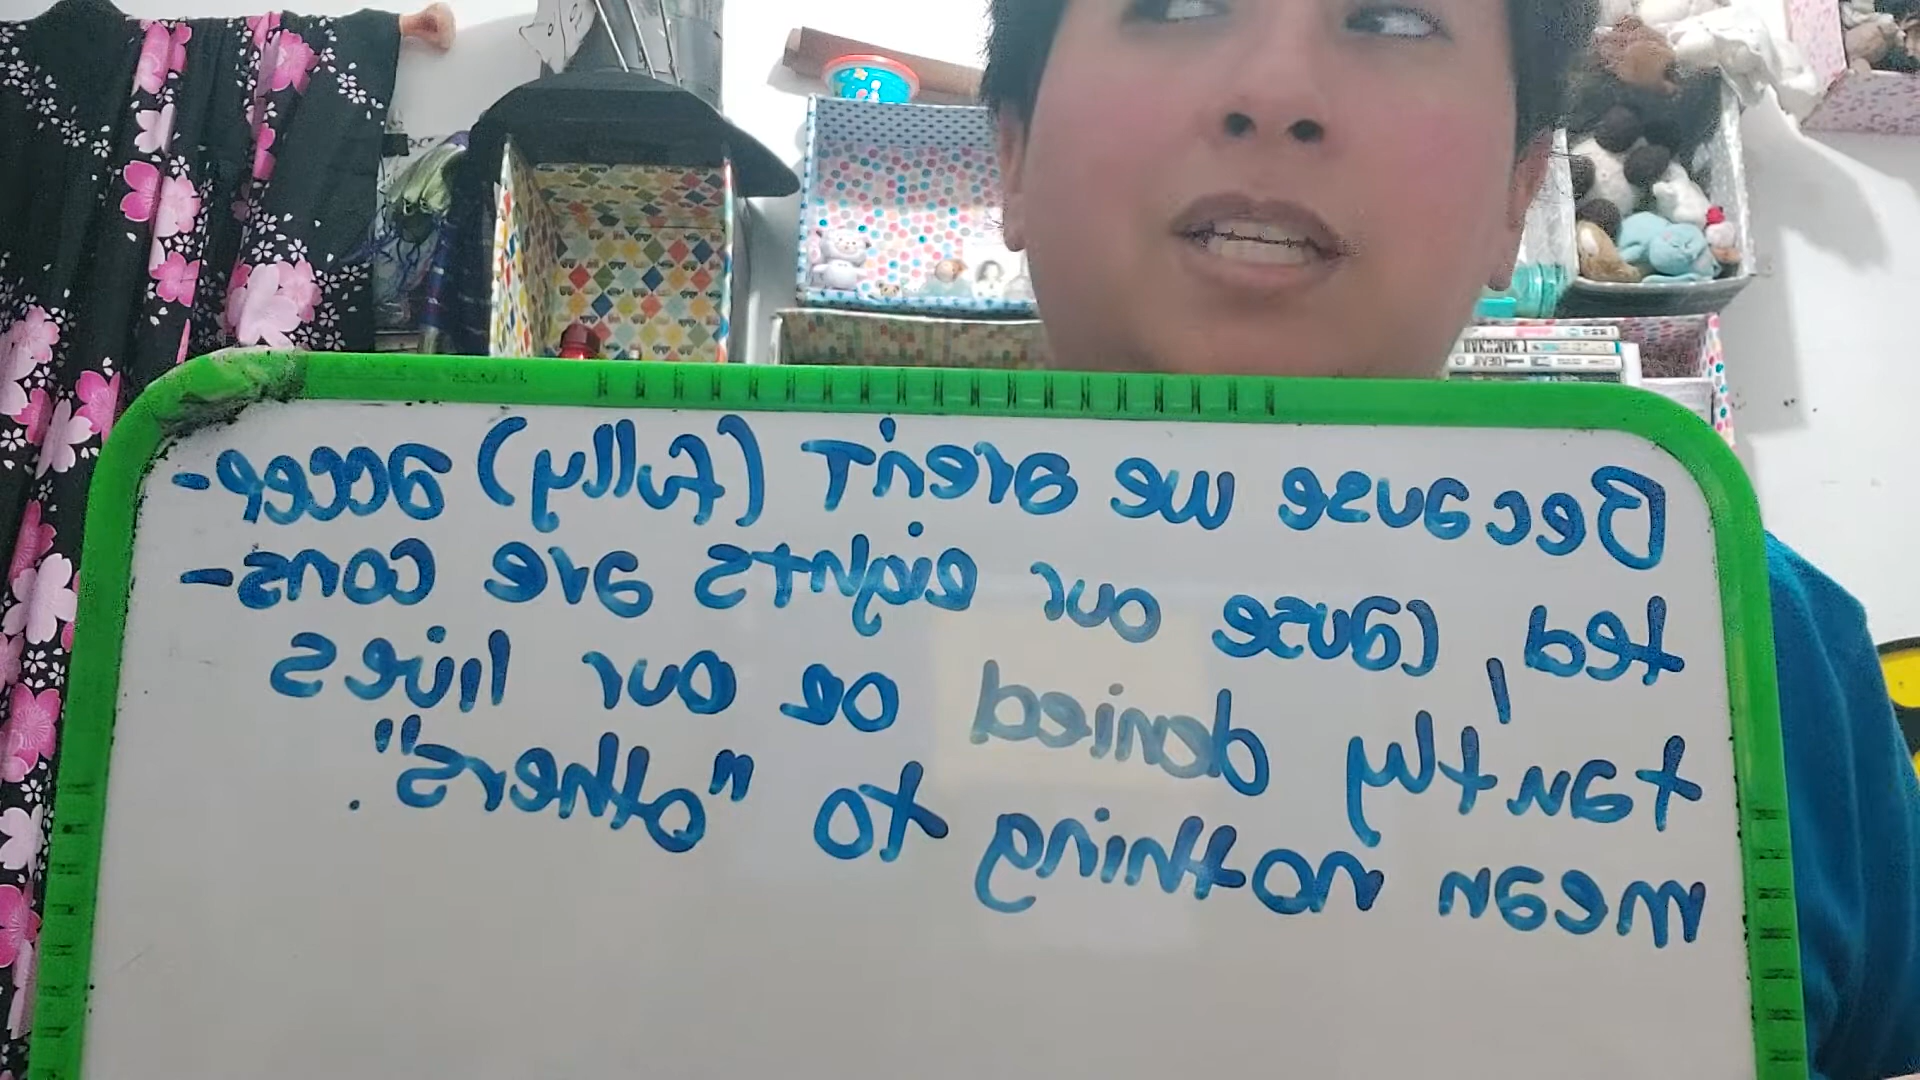 Because we aren't (fully) accep-
ted, cause our rights are cons-
tantly denied or our lives
mean nothing to "others".